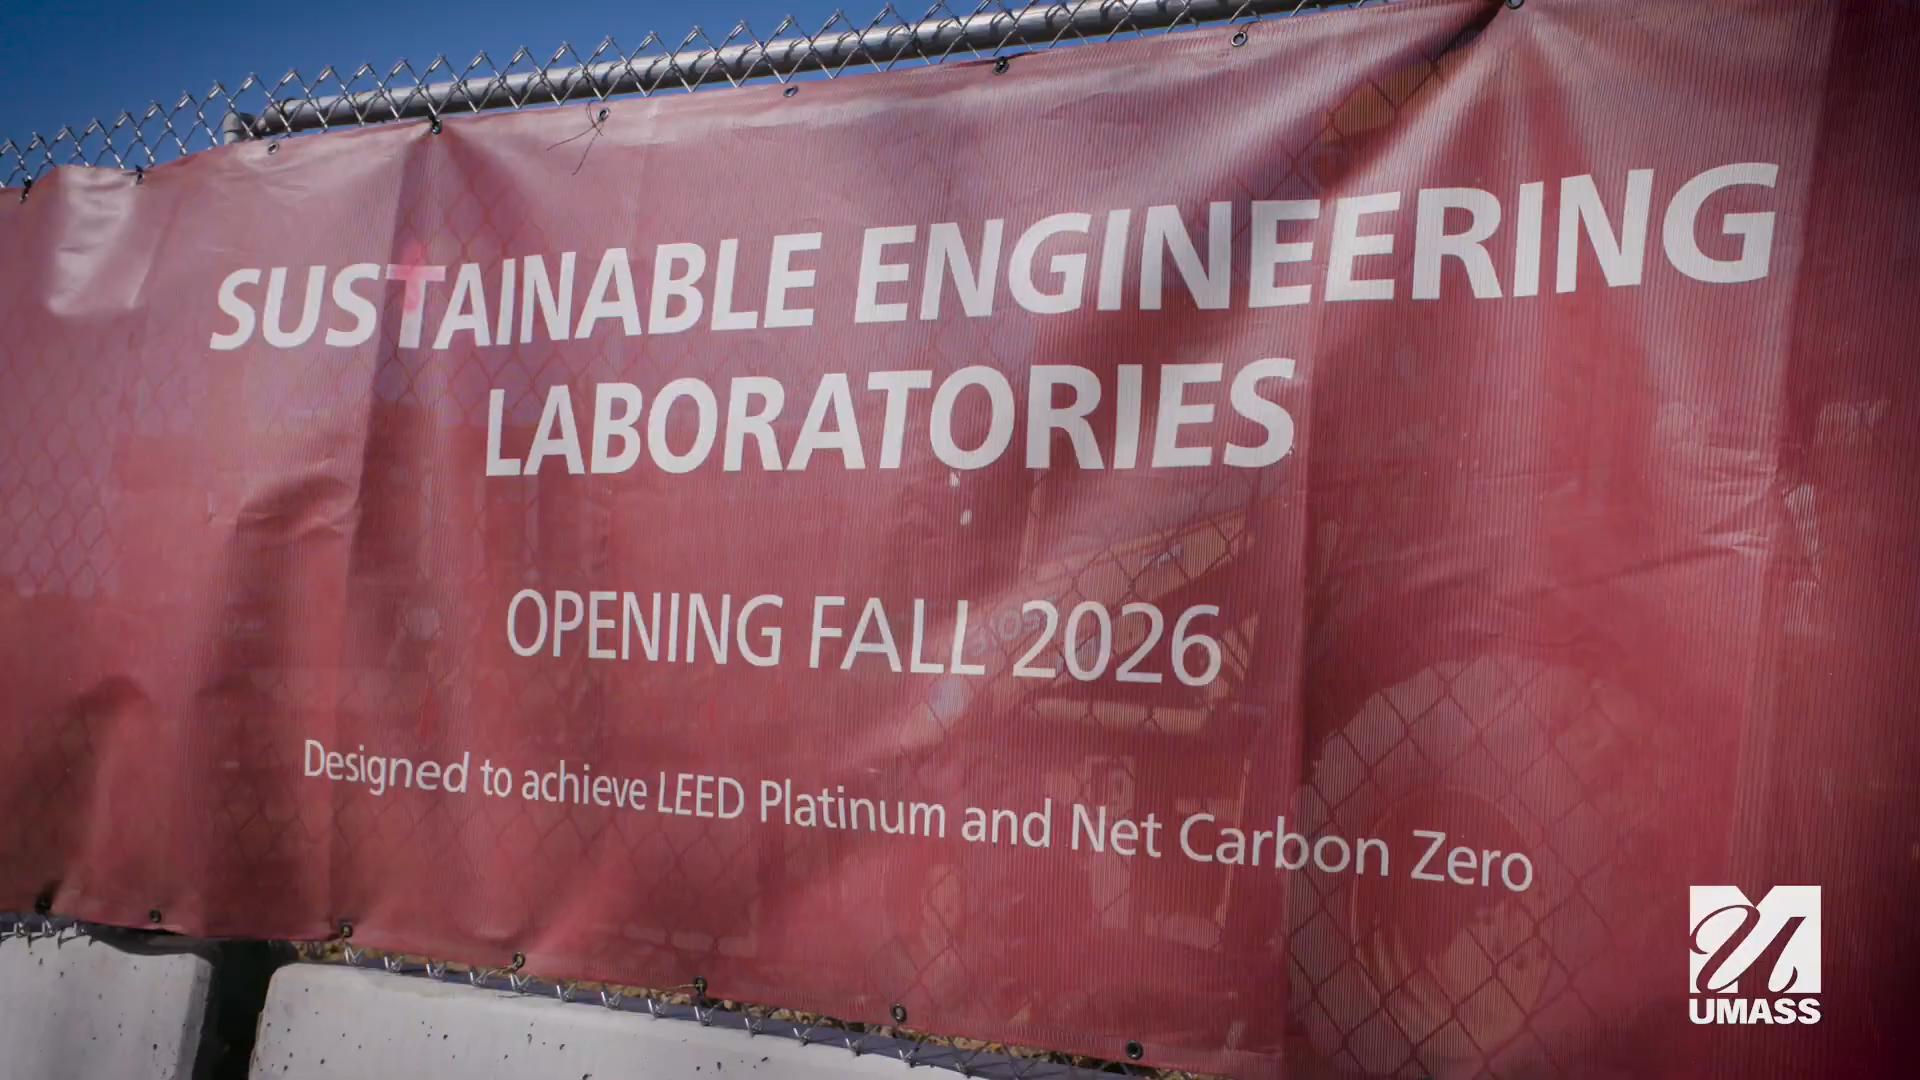 SUSTAINABLE ENGINEERING
LABORATORIES
OPENING FALL 2026
Designed to achieve LEED Platinum and Net Carbon Zero
UMASS